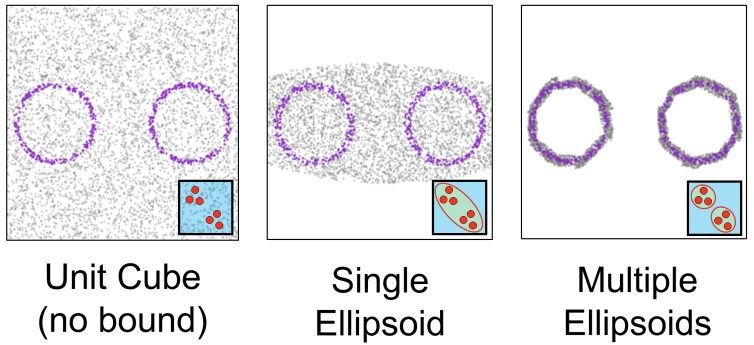 Unit Cube
(no bound)
Single
Ellipsoid
Multiple
Ellipsoids